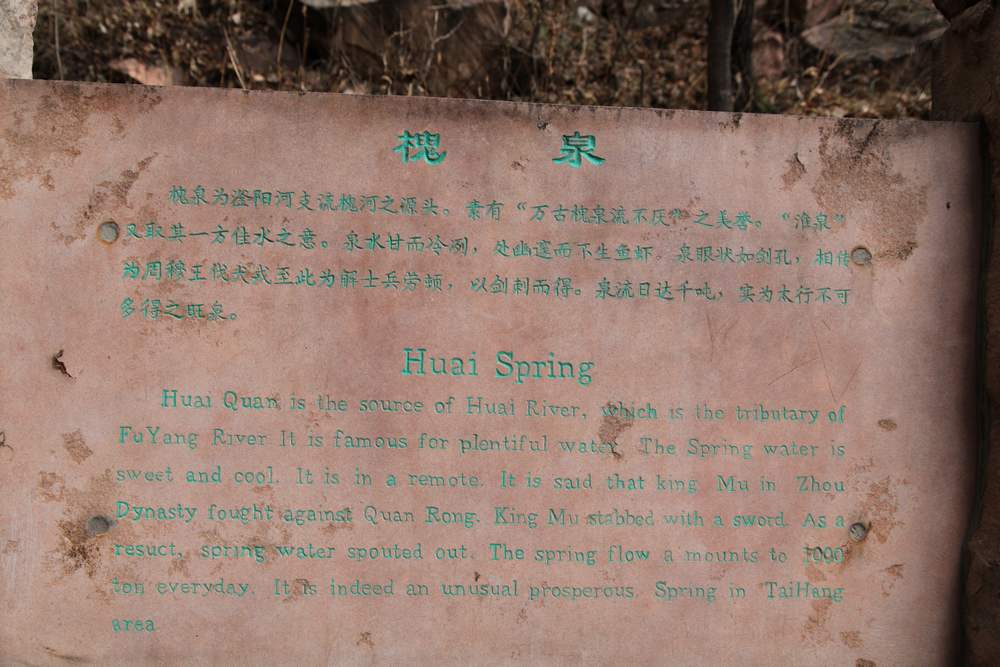 槐 泉
槐泉为滏阳河支流槐河之源头。素有“万古槐泉流不厌”之美誉。“淮泉”
又取其一方佳水之意。泉水甘而冷冽，处幽邃而下生鱼虾。泉眼状如剑孔，相传
为周穆王伐犬戎至此为解士兵劳顿，以剑刺而得。泉流日达千吨，实为太行不可
多得之旺泉。
Huai Spring
Huai Quan is the source of Huai River, which is the tributary of
FuYang River It is famous for plentiful water. The Spring water is
sweet and cool. It is in a remote. It is said that king Mu in Zhou
Dynasty fought against Quan Rong. King Mu stabbed with a sword. As a
resuct, spring water spouted out. The spring flow a mounts to 1000
ton everyday. It is indeed an unusual prosperous Spring in TaiHang
area